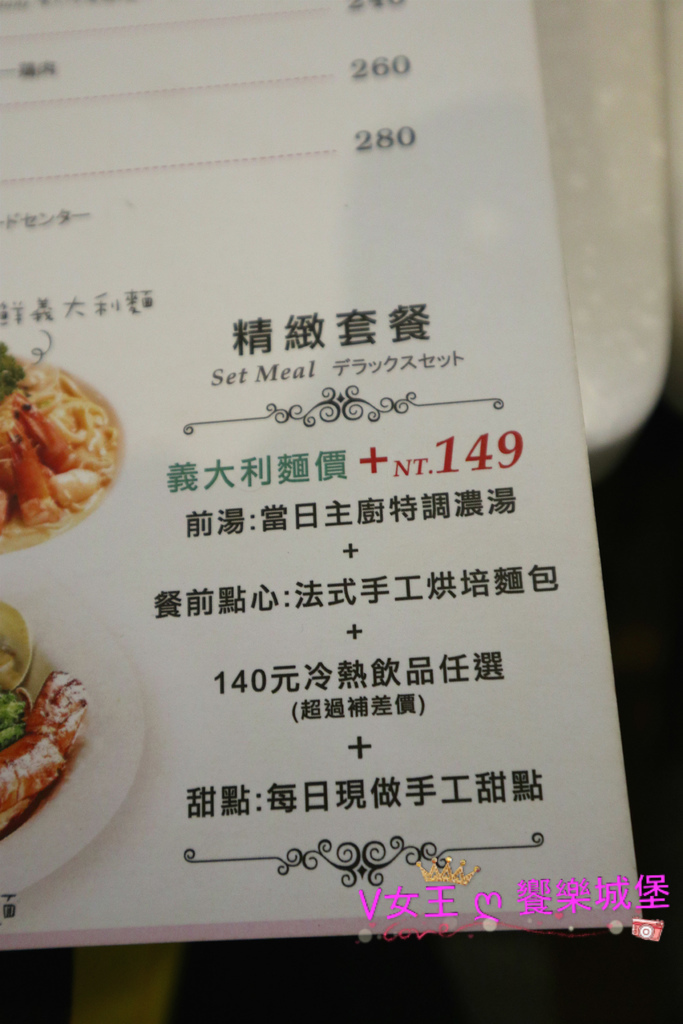 260
280
ードセンター
鮮義大利麵
精緻套餐
Set Meal デラックスセット
義大利麵價+NT.149
前湯:當日主廚特調濃湯
+
餐前點心:法式手工烘培麵包
+
140元冷熱飲品任選
(超過補差價)
+
甜點:每日現做手工甜點
V女王 ღ 饗樂城堡
love